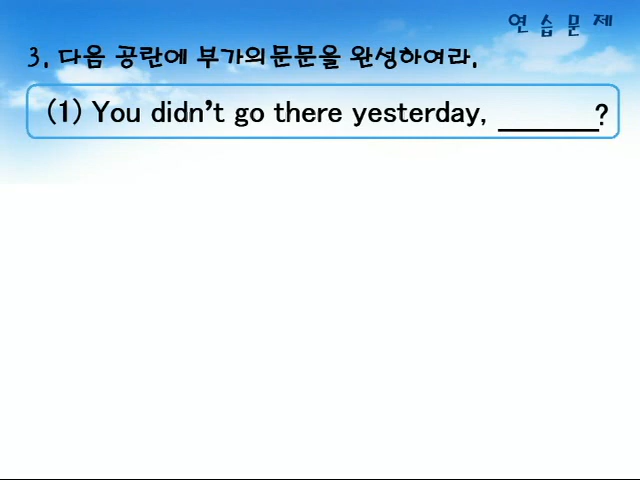 연습문제
3. 다음 공란에 부가의문문을 완성하여라.
(1) You didn't go there yesterday, _______?